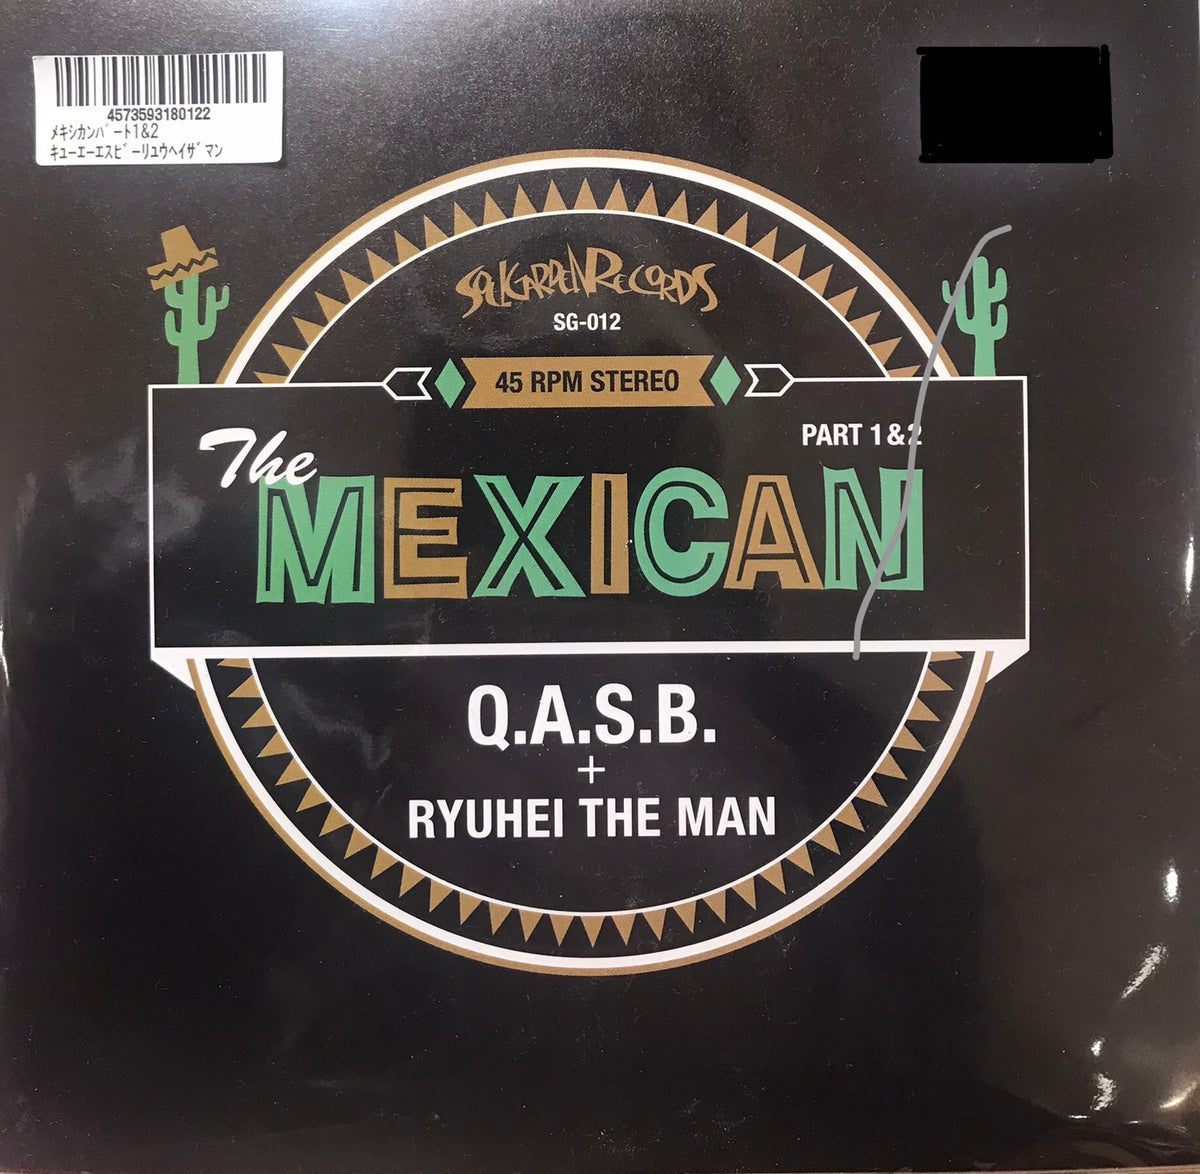 4573593180122
メキシカンパート1&2
キューエーエスビーリュウヘイザマン
SOULGARDEN RECORDS
SG-012
45 RPM STEREO
PART 1 & 2
The
MEXICAN
Q.A.S.B.
+
RYUHEI THE MAN